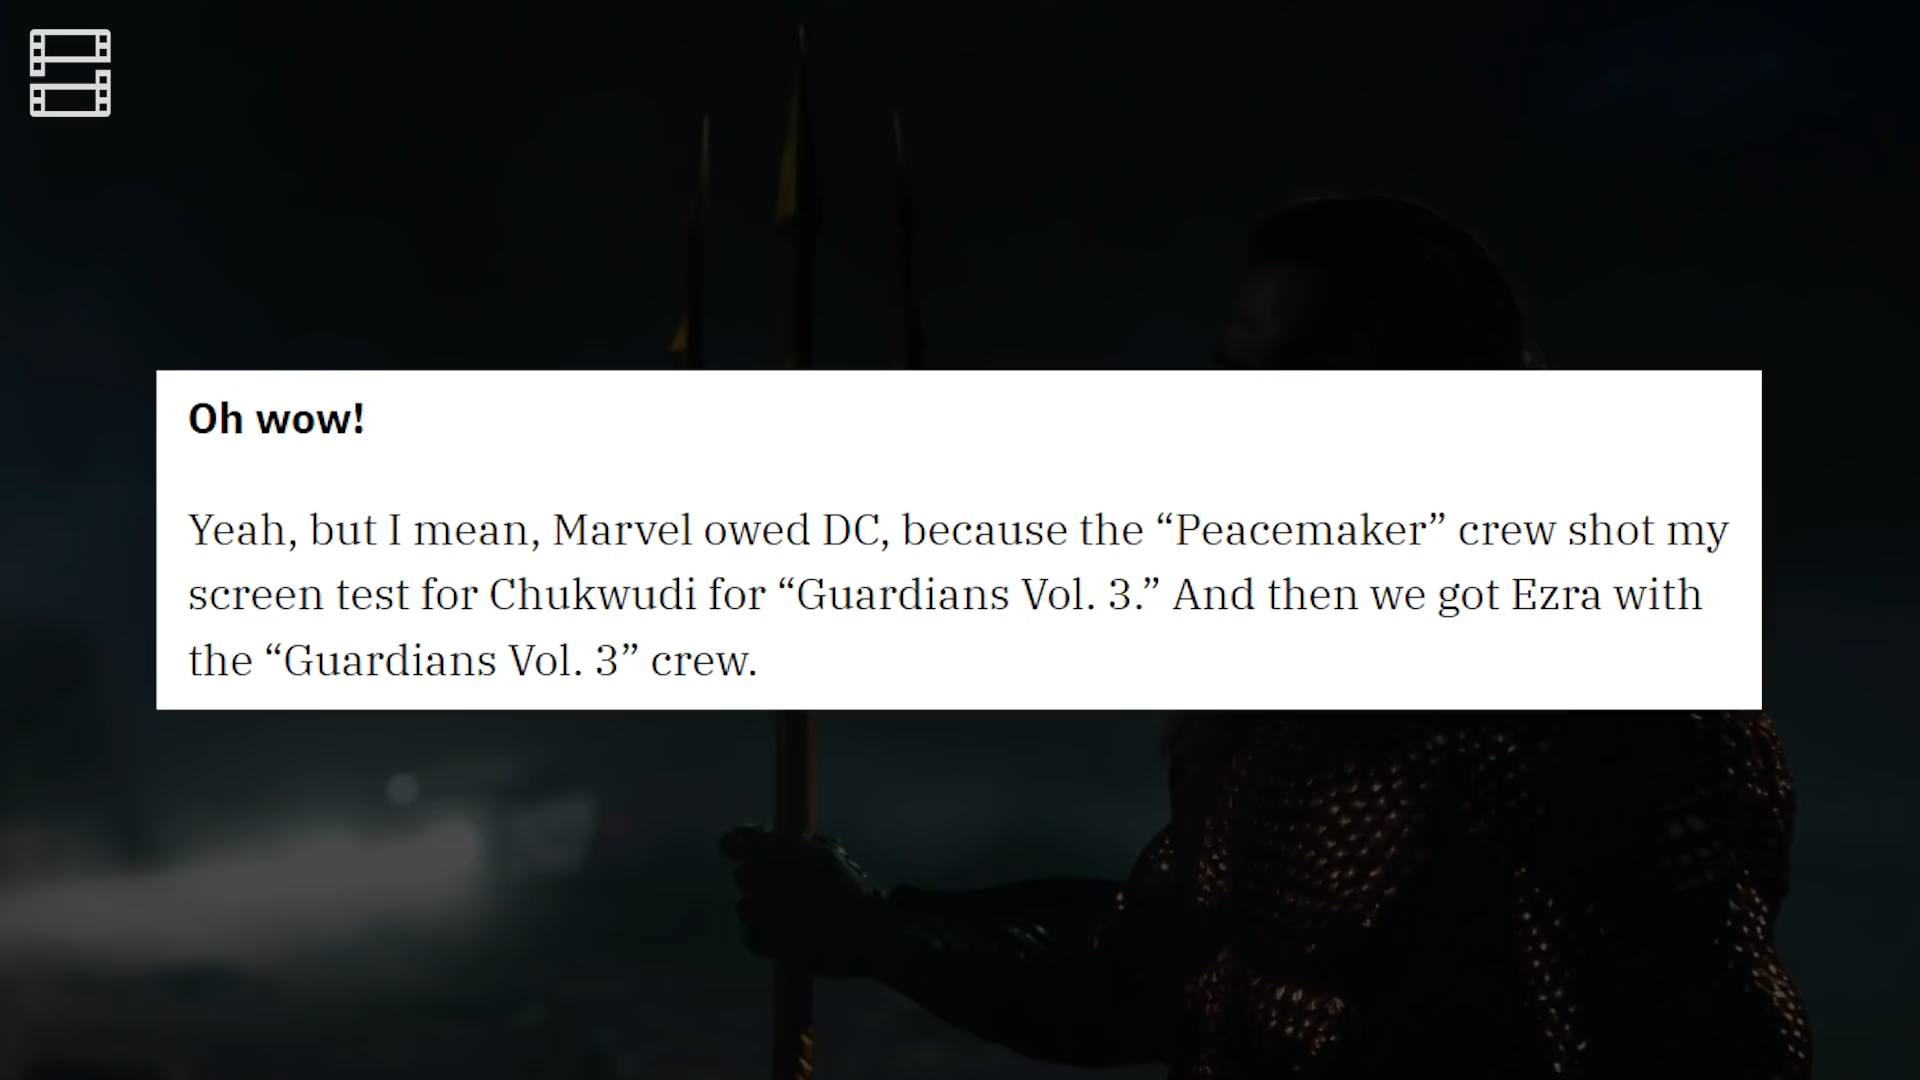 Oh wow!
Yeah, but I mean, Marvel owed DC, because the “Peacemaker” crew shot my
screen test for Chukwudi for “Guardians Vol. 3.” And then we got Ezra with
the “Guardians Vol. 3” crew.